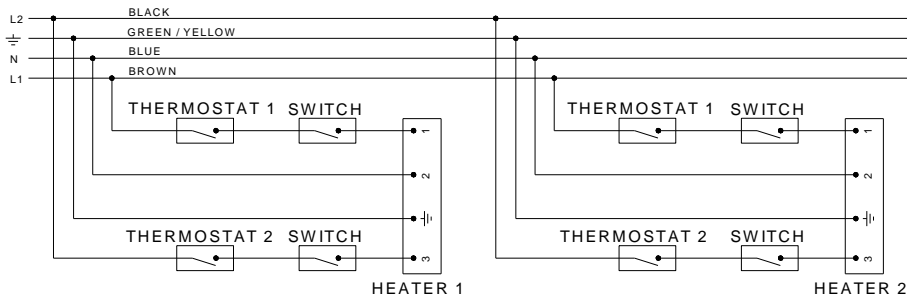 L2 BLACK
GREEN / YELLOW
N BLUE
L1 BROWN
THERMOSTAT 1 SWITCH THERMOSTAT 1 SWITCH
1 1
2 2
THERMOSTAT 2 SWITCH THERMOSTAT 2 SWITCH
3 3
HEATER 1 HEATER 2